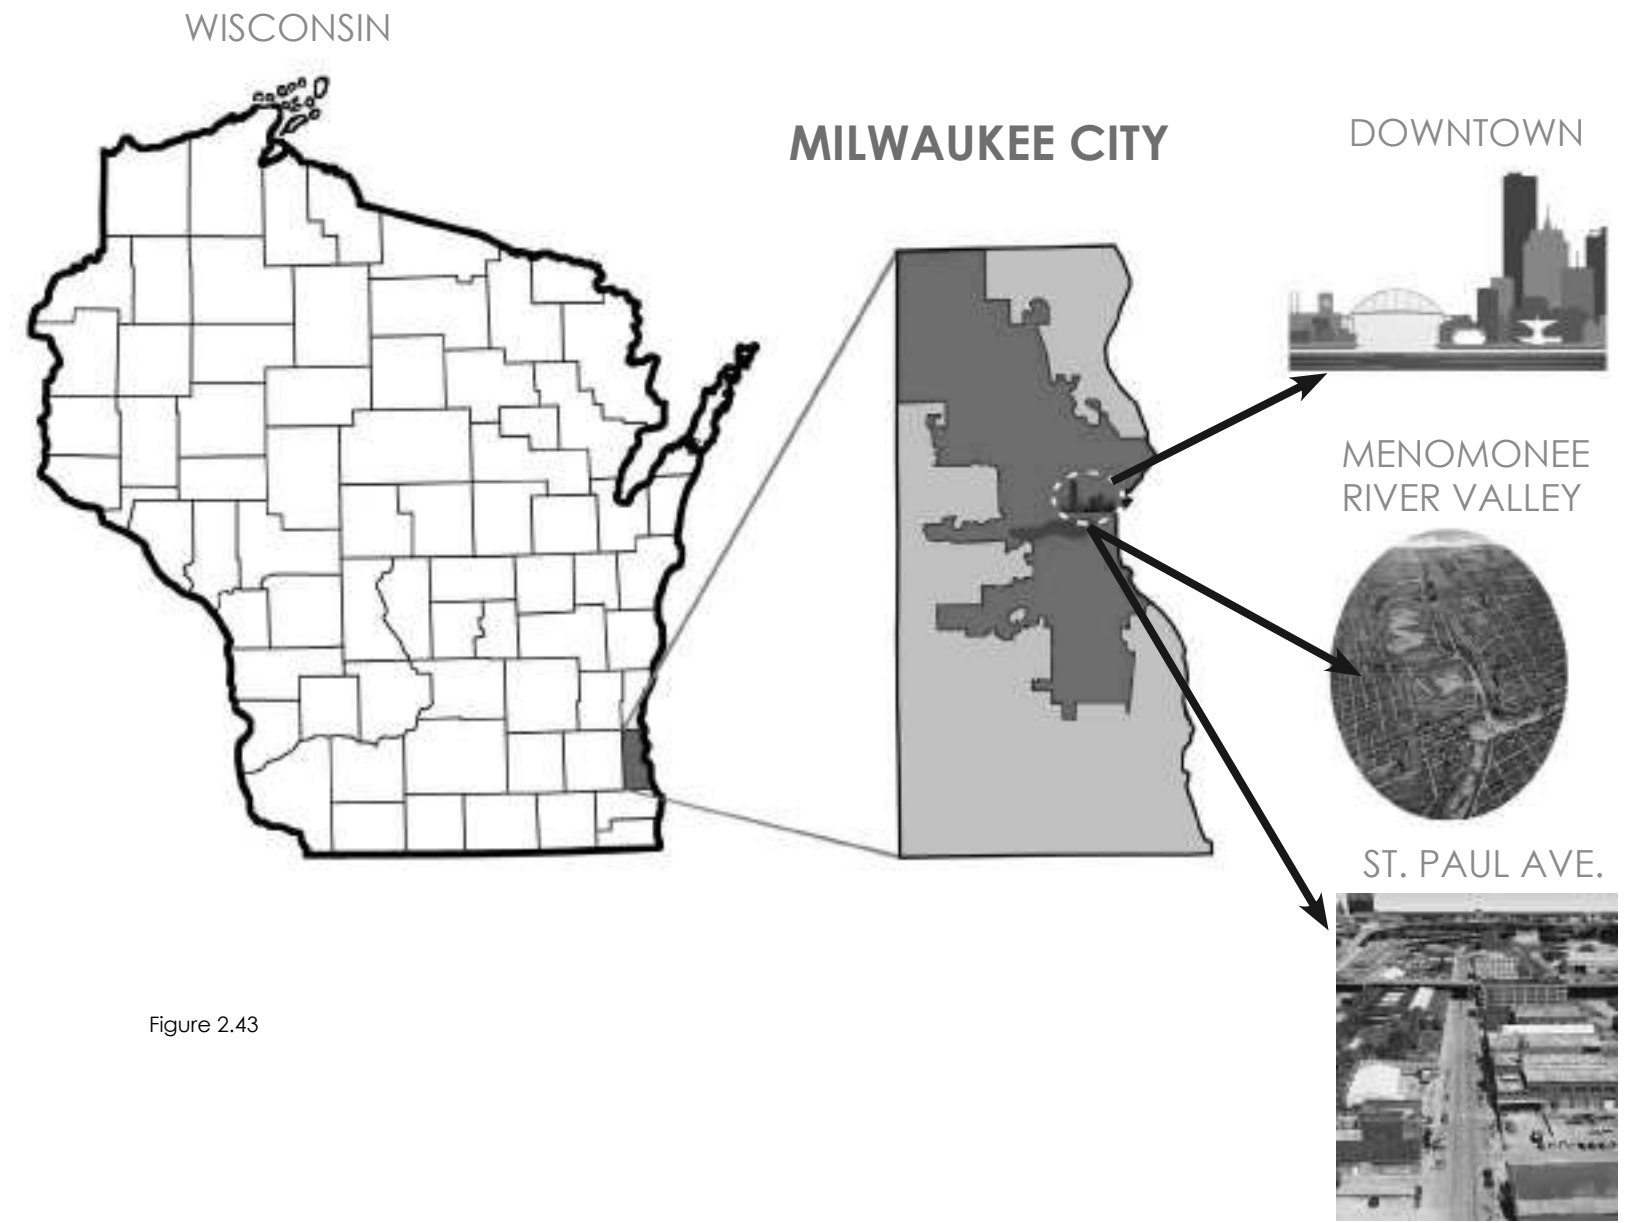 WISCONSIN
MILWAUKEE CITY
DOWNTOWN
MENOMONEE
RIVER VALLEY
ST. PAUL AVE.
Figure 2.43